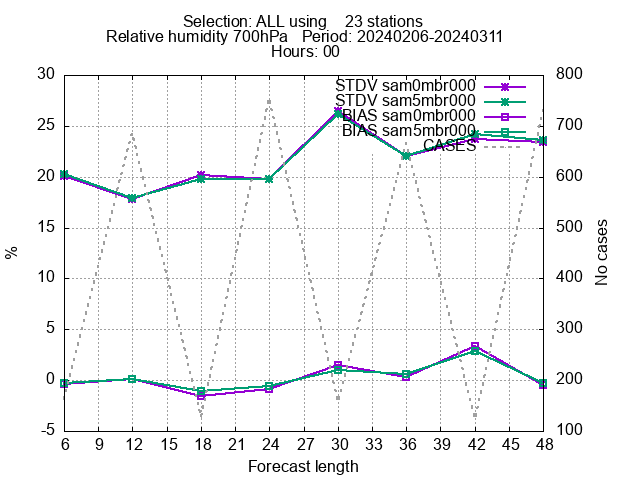 Selection: ALL using    23 stations
Relative humidity 700hPa   Period: 20240206-20240311
Hours: 00
30 800
STDV sam0mbr000
STDV sam5mbr000
BIAS sam0mbr000
BIAS sam5mbr000
CASES
25 700
20 600
15 500
10 400
5 300
0 200
-5 100
%
No cases
6 9 12 15 18 21 24 27 30 33 36 39 42 45 48
Forecast length